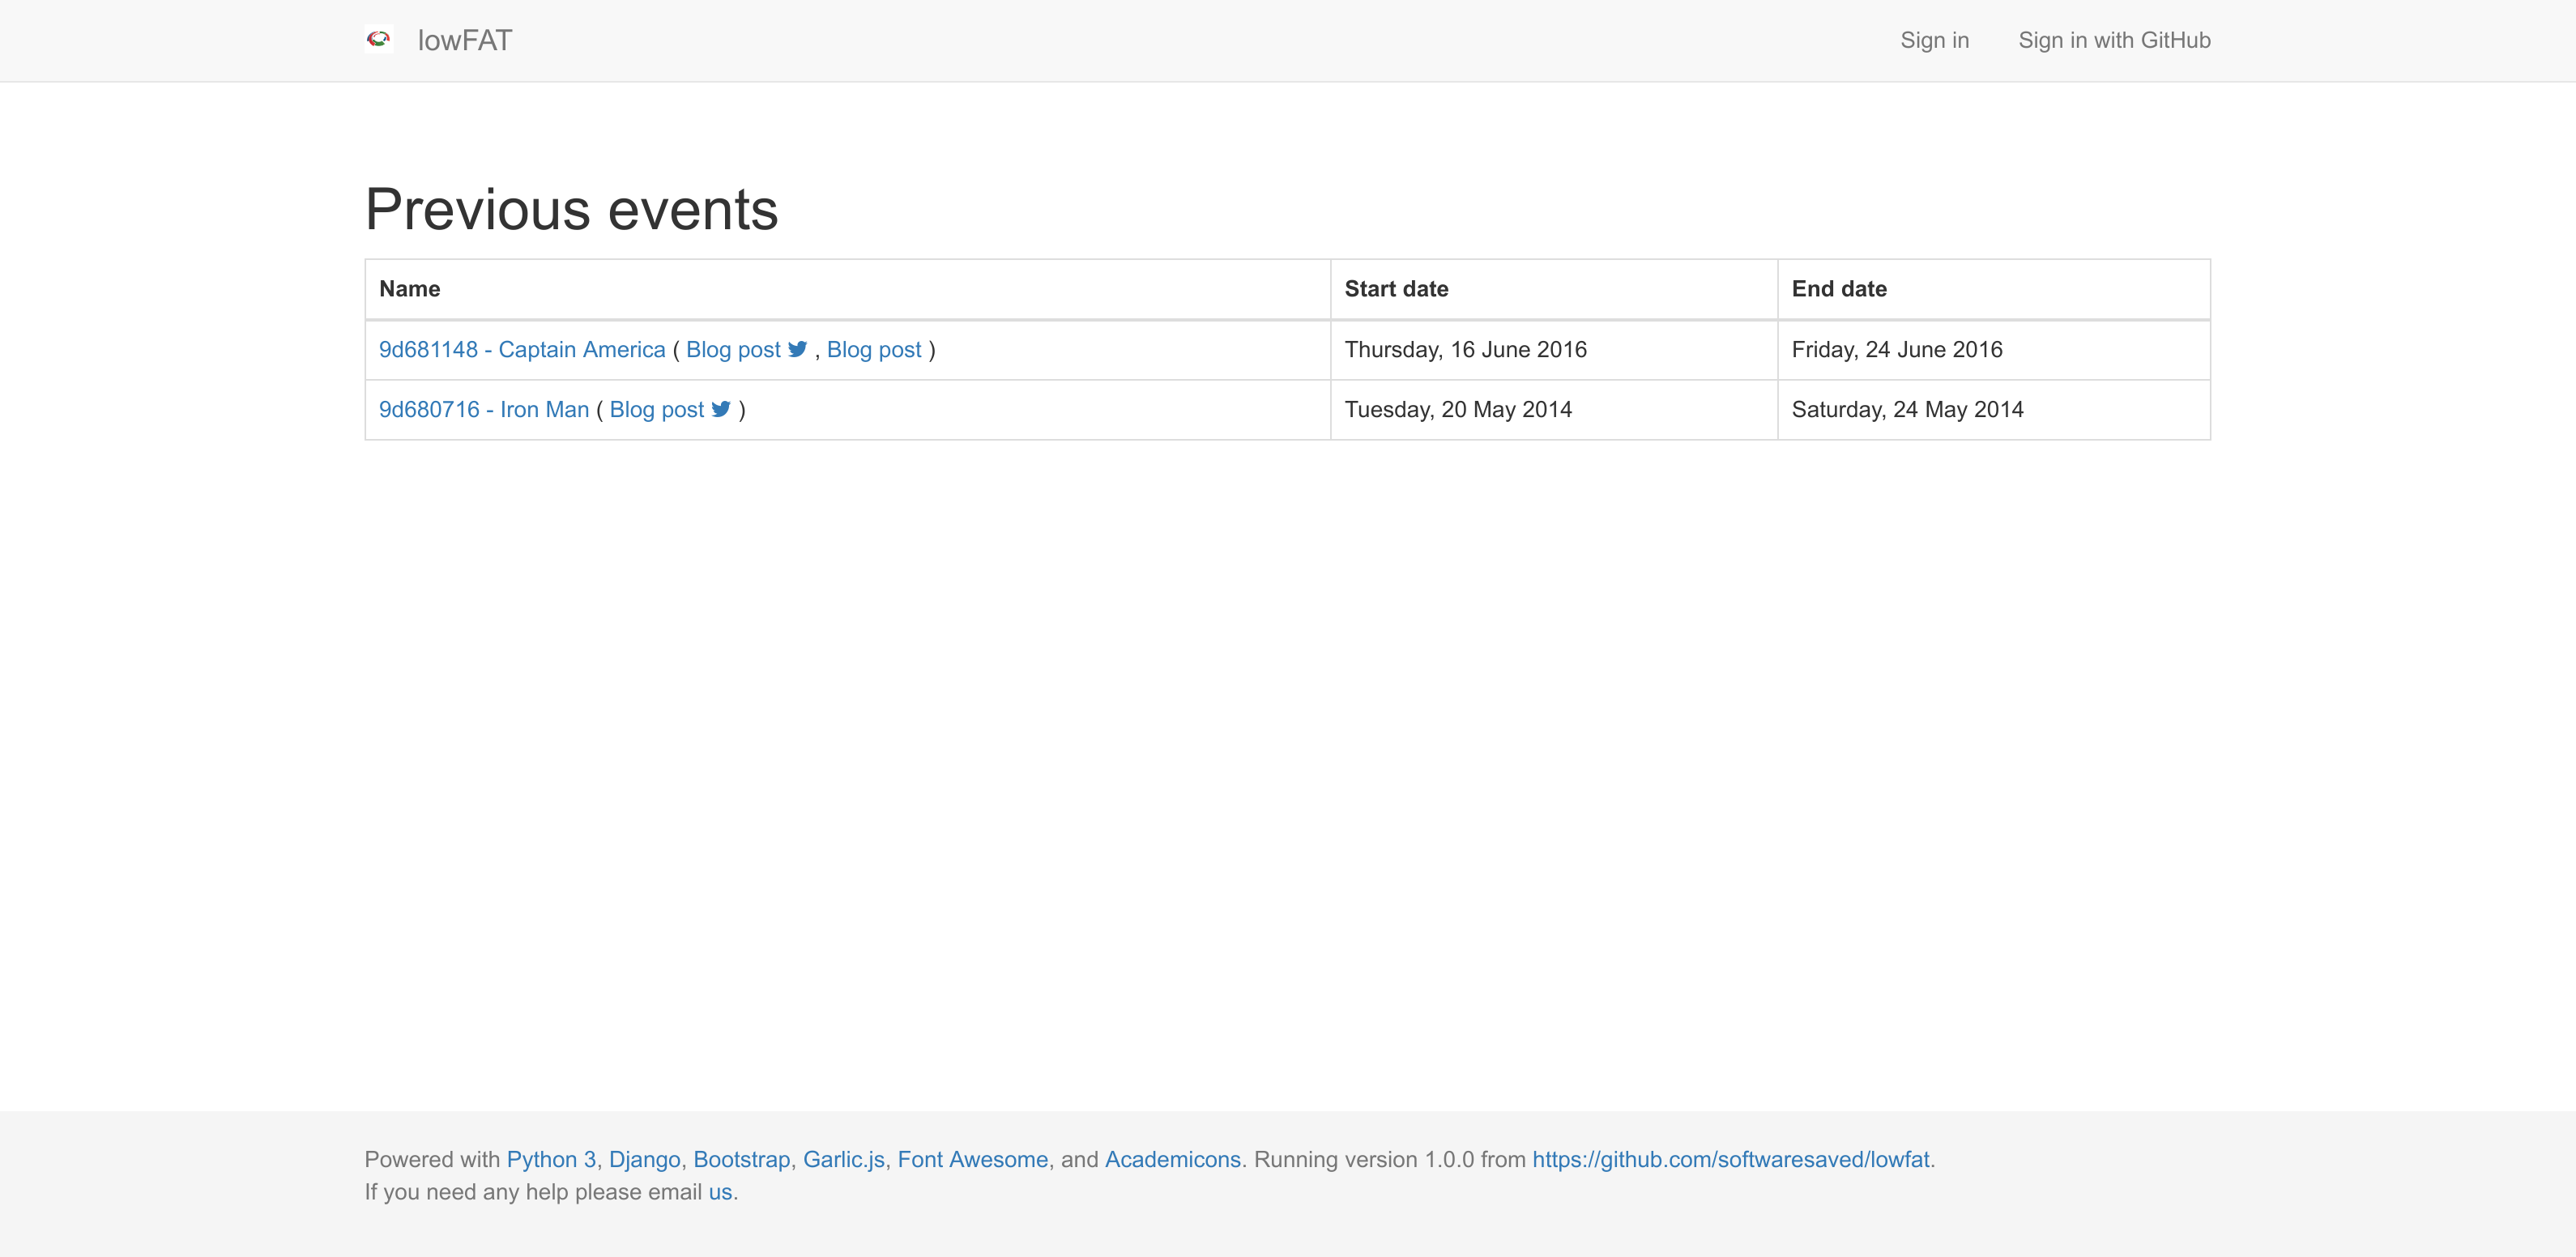 lowFAT Sign in Sign in with GitHub
Previous events
Name Start date End date
9d681148 - Captain America ( Blog post , Blog post ) Thursday, 16 June 2016 Friday, 24 June 2016
9d680716 - Iron Man ( Blog post ) Tuesday, 20 May 2014 Saturday, 24 May 2014
Powered with Python 3, Django, Bootstrap, Garlic.js, Font Awesome, and Academicons. Running version 1.0.0 from https://github.com/softwaresaved/lowfat.
If you need any help please email us.